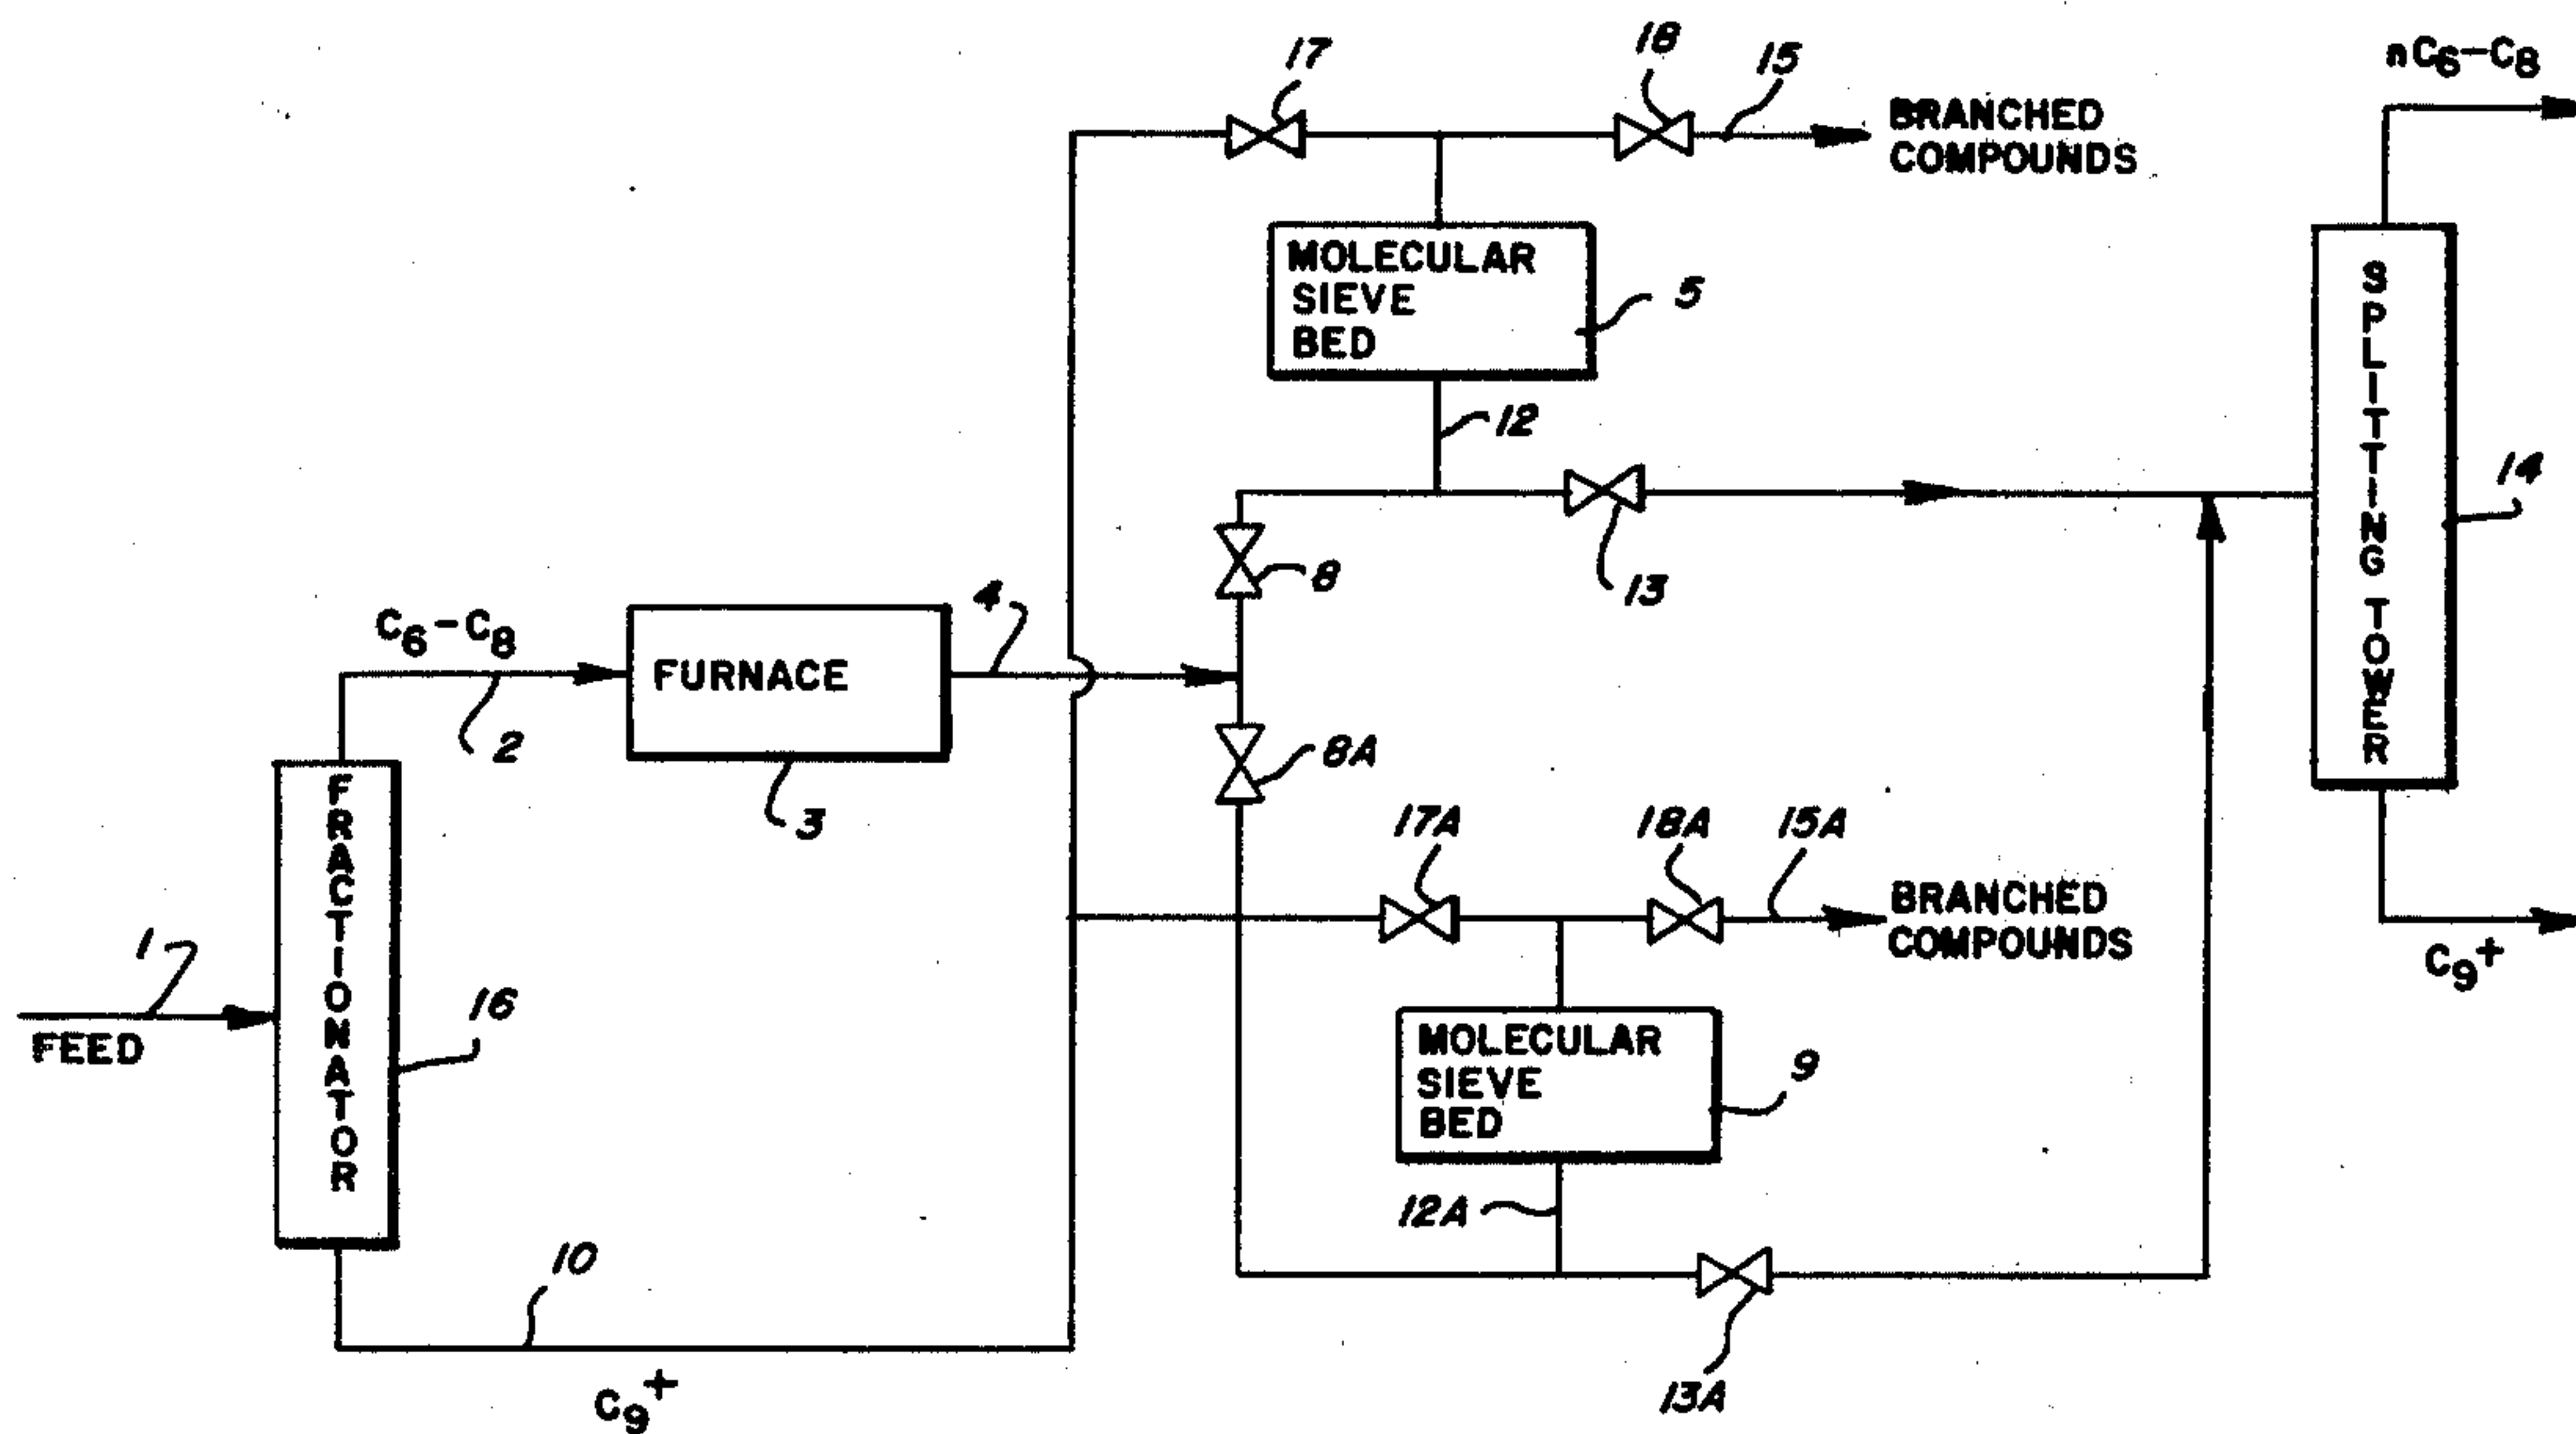 17
18
15
nC6-C8
BRANCHED
COMPOUNDS
MOLECULAR
SIEVE
BED
5
SPLITTING TOWER
12
14
13
8
4
C6-C8
FURNACE
2
3
8A
FRACTIONATOR
17A
18A
15A
BRANCHED
COMPOUNDS
C9+
1
FEED
16
MOLECULAR
SIEVE
BED
9
12A
10
13A
C9+